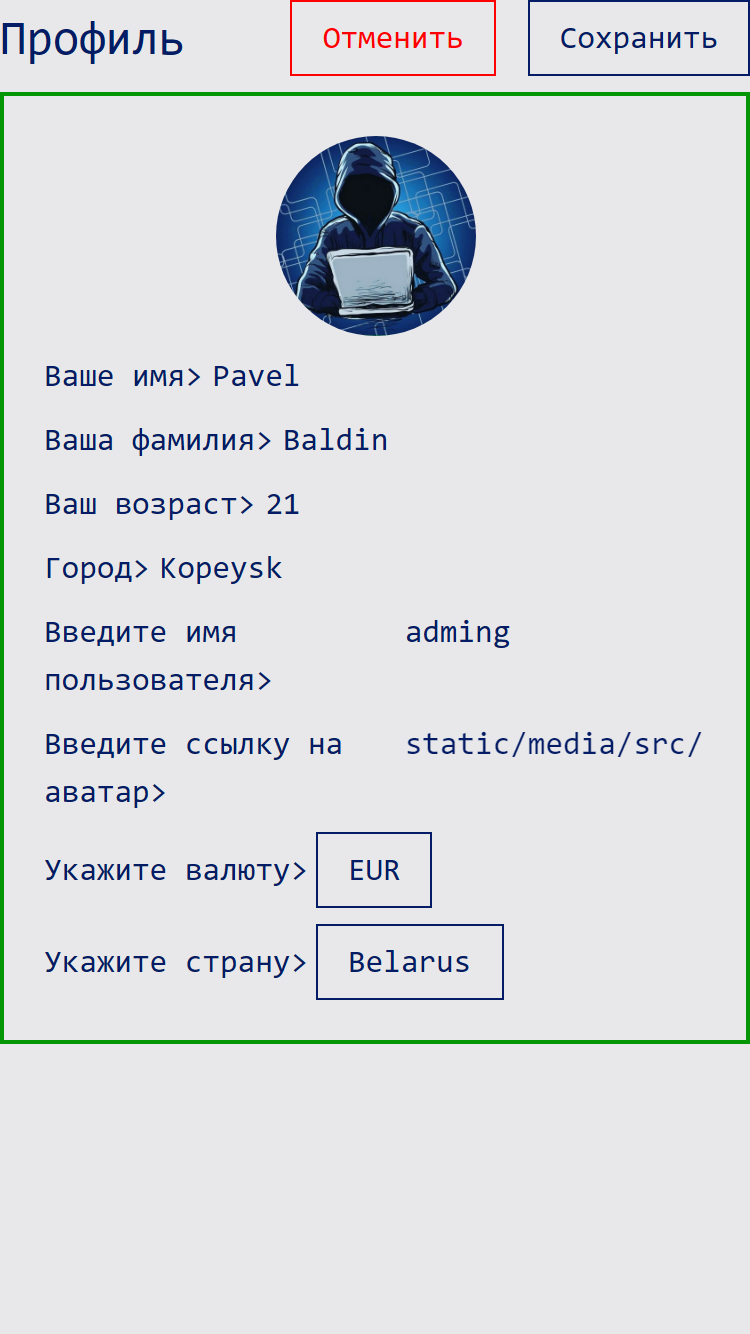 Профиль
Отменить
Сохранить
Ваше имя> Pavel
Ваша фамилия> Baldin
Ваш возраст> 21
Город> Kopeysk
Введите имя
пользователя>
adming
Введите ссылку на
аватар>
static/media/src/
Укажите валюту> EUR
Укажите страну> Belarus